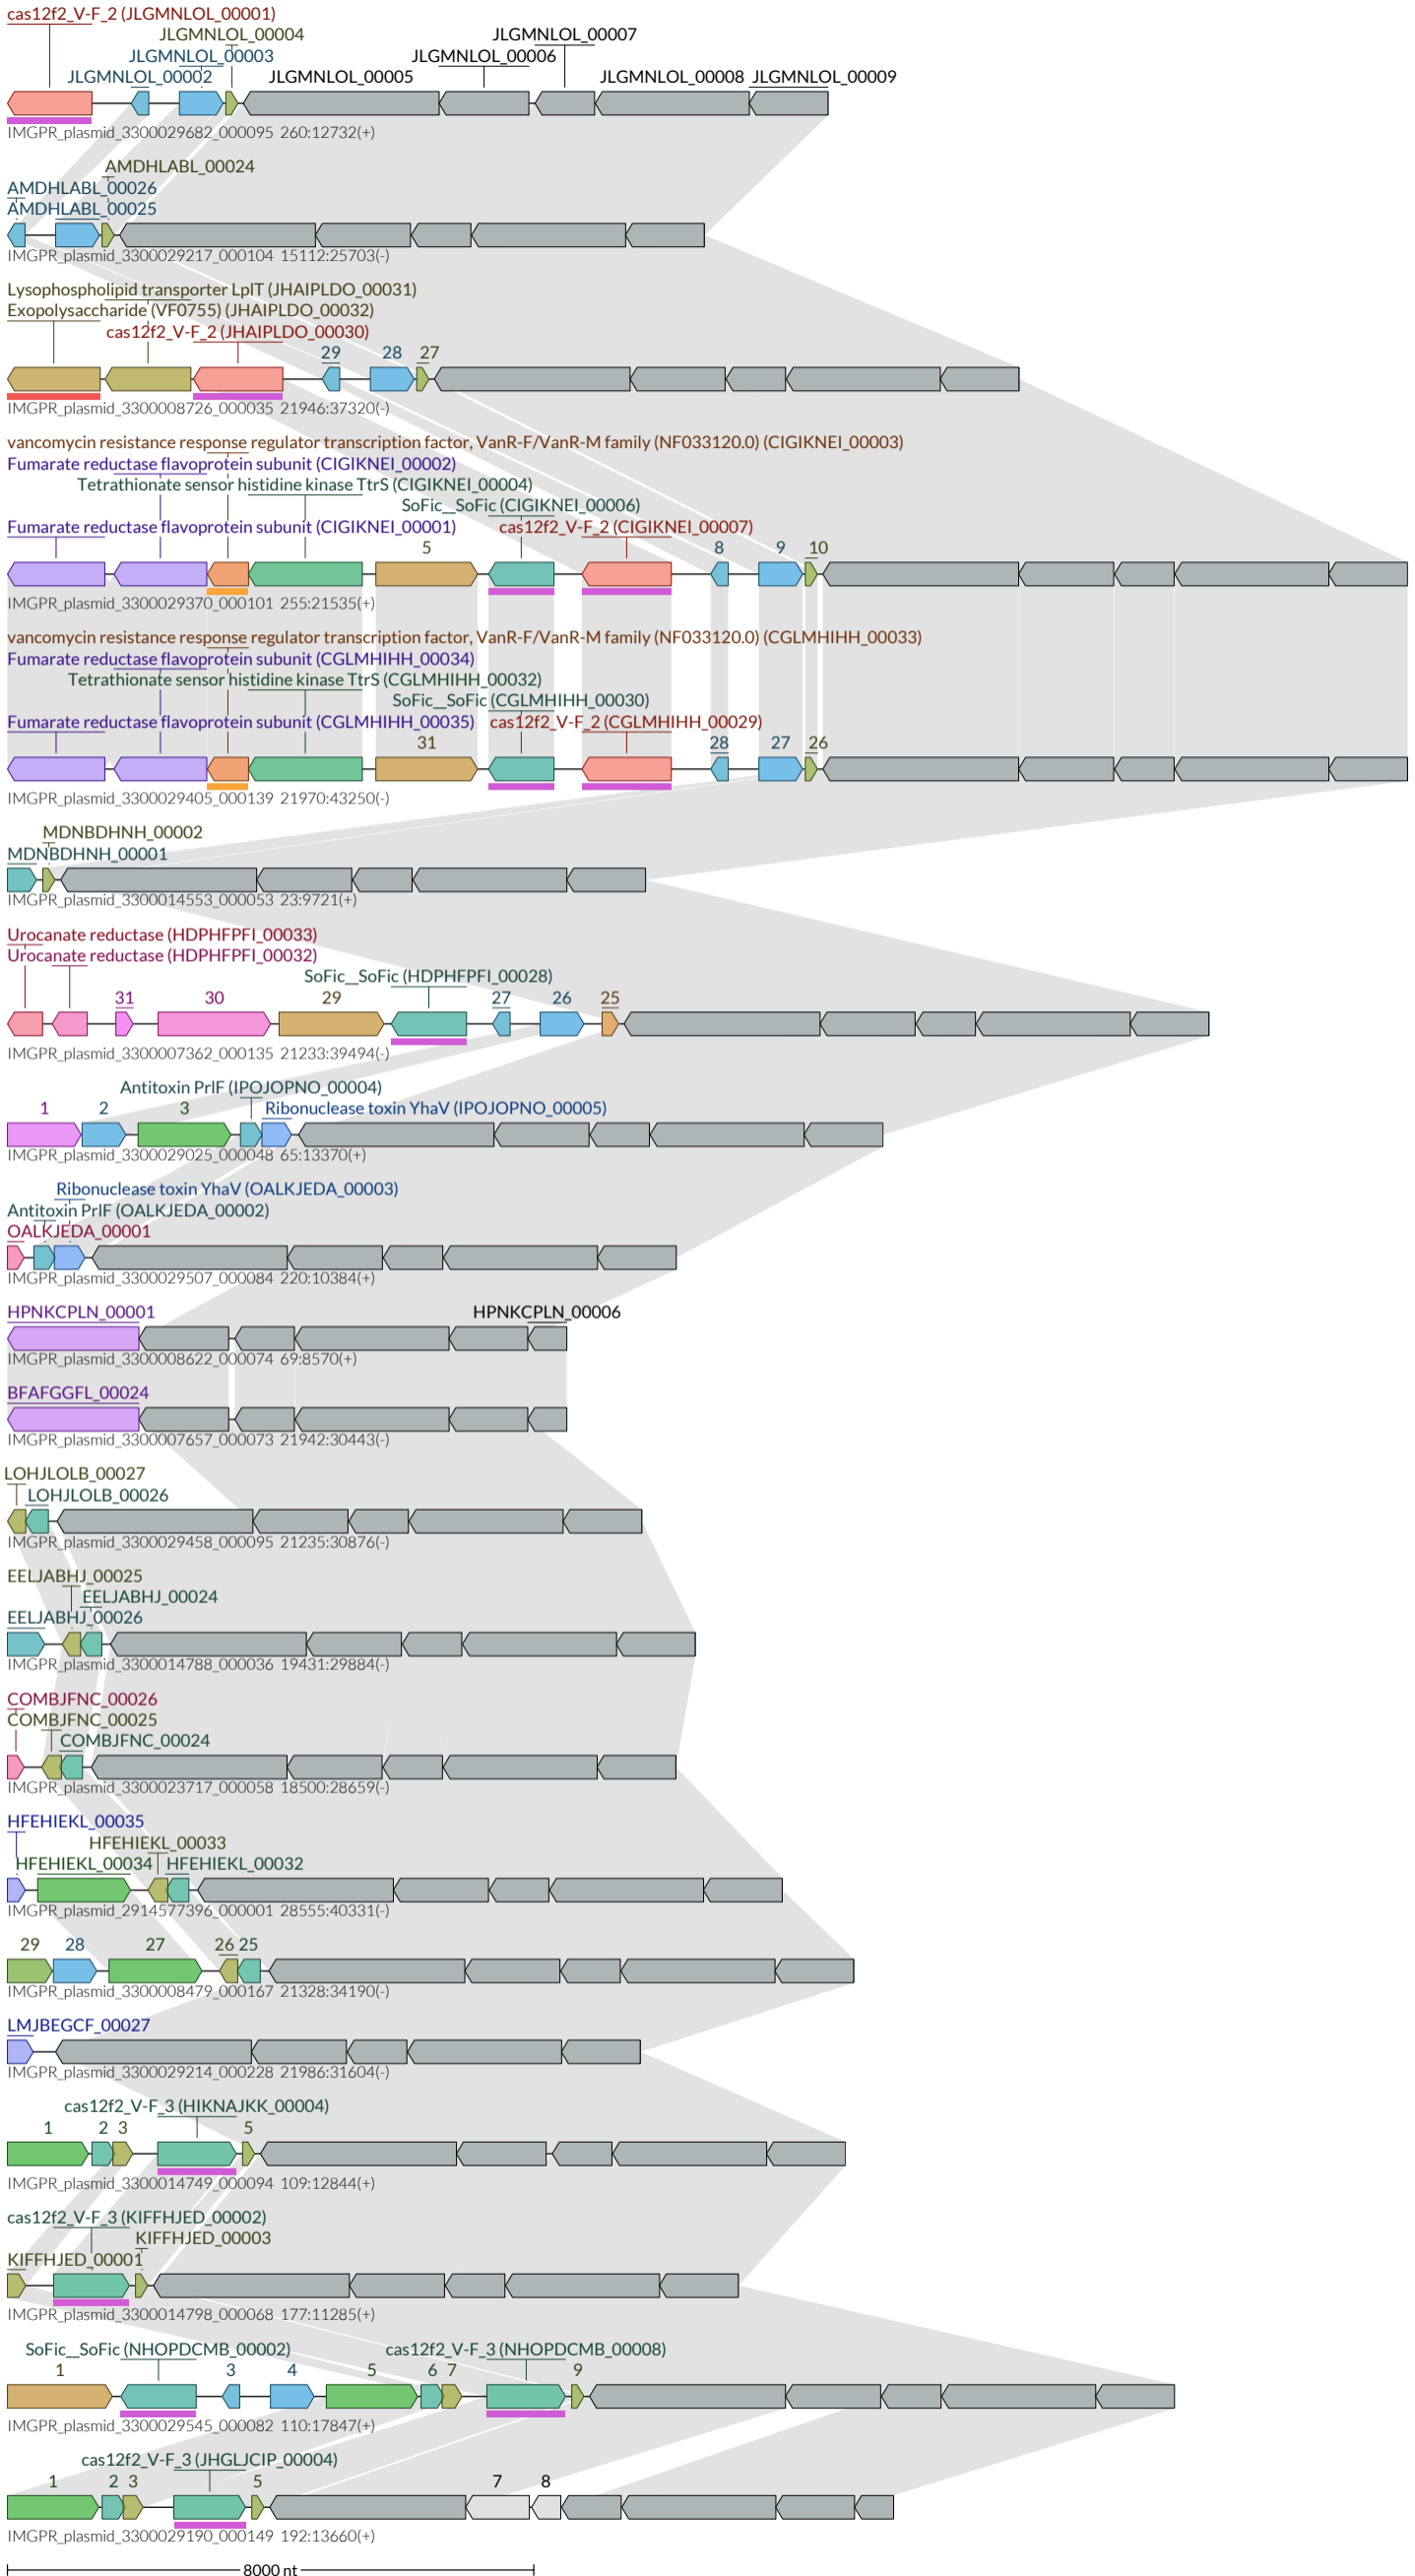 cas12f2_V-F_2 (JLGMNLOL_00001)
JLGMNLOL_00004 JLGMNLOL_00007
JLGMNLOL_00003 JLGMNLOL_00006
JLGMNLOL_00002 JLGMNLOL_00005 JLGMNLOL_00008 JLGMNLOL_00009
IMGPR_plasmid_3300029682_000095 260:12732(+)
AMDHLABL_00024
AMDHLABL_00026
AMDHLABL_00025
IMGPR_plasmid_3300029217_000104 15112:25703(-)
Lysophospholipid transporter LplT (JHAIPLDO_00031)
Exopolysaccharide (VF0755) (JHAIPLDO_00032)
cas12f2_V-F_2 (JHAIPLDO_00030)
29 28 27
IMGPR_plasmid_3300008726_000035 21946:37320(-)
vancomycin resistance response regulator transcription factor, VanR-F/VanR-M family (NF033120.0) (CIGIKNEI_00003)
Fumarate reductase flavoprotein subunit (CIGIKNEI_00002)
Tetrathionate sensor histidine kinase TtrS (CIGIKNEI_00004)
SoFic__SoFic (CIGIKNEI_00006)
Fumarate reductase flavoprotein subunit (CIGIKNEI_00001) cas12f2_V-F_2 (CIGIKNEI_00007)
5 8 9 10
IMGPR_plasmid_3300029370_000101 255:21535(+)
vancomycin resistance response regulator transcription factor, VanR-F/VanR-M family (NF033120.0) (CGLMHIHH_00033)
Fumarate reductase flavoprotein subunit (CGLMHIHH_00034)
Tetrathionate sensor histidine kinase TtrS (CGLMHIHH_00032)
SoFic__SoFic (CGLMHIHH_00030)
Fumarate reductase flavoprotein subunit (CGLMHIHH_00035) cas12f2_V-F_2 (CGLMHIHH_00029)
31 28 27 26
IMGPR_plasmid_3300029405_000139 21970:43250(-)
MDNBDHNH_00002
MDNBDHNH_00001
IMGPR_plasmid_3300014553_000053 23:9721(+)
Urocanate reductase (HDPHFPFI_00033)
Urocanate reductase (HDPHFPFI_00032)
SoFic__SoFic (HDPHFPFI_00028)
31 30 29 27 26 25
IMGPR_plasmid_3300007362_000135 21233:39494(-)
Antitoxin PrlF (IPOJOPNO_00004)
1 2 3 Ribonuclease toxin YhaV (IPOJOPNO_00005)
IMGPR_plasmid_3300029025_000048 65:13370(+)
Ribonuclease toxin YhaV (OALKJEDA_00003)
Antitoxin PrlF (OALKJEDA_00002)
OALKJEDA_00001
IMGPR_plasmid_3300029507_000084 220:10384(+)
HPNKCPLN_00001 HPNKCPLN_00006
IMGPR_plasmid_3300008622_000074 69:8570(+)
BFAFGGFL_00024
IMGPR_plasmid_3300007657_000073 21942:30443(-)
LOHJLOLB_00027
LOHJLOLB_00026
IMGPR_plasmid_3300029458_000095 21235:30876(-)
EELJABHJ_00025
EELJABHJ_00024
EELJABHJ_00026
IMGPR_plasmid_3300014788_000036 19431:29884(-)
COMBJFNC_00026
COMBJFNC_00025
COMBJFNC_00024
IMGPR_plasmid_3300023717_000058 18500:28659(-)
HFEHIEKL_00035
HFEHIEKL_00033
HFEHIEKL_00034 HFEHIEKL_00032
IMGPR_plasmid_2914577396_000001 28555:40331(-)
29 28 27 26 25
IMGPR_plasmid_3300008479_000167 21328:34190(-)
LMJBEGCF_00027
IMGPR_plasmid_3300029214_000228 21986:31604(-)
cas12f2_V-F_3 (HIKNAJKK_00004)
1 2 3 5
IMGPR_plasmid_3300014749_000094 109:12844(+)
cas12f2_V-F_3 (KIFFHJED_00002)
KIFFHJED_00003
KIFFHJED_00001
IMGPR_plasmid_3300014798_000068 177:11285(+)
SoFic__SoFic (NHOPDCMB_00002) cas12f2_V-F_3 (NHOPDCMB_00008)
1 3 4 5 6 7 9
IMGPR_plasmid_3300029545_000082 110:17847(+)
cas12f2_V-F_3 (JHGLJCIP_00004)
1 2 3 5 7 8
IMGPR_plasmid_3300029190_000149 192:13660(+)
8000 nt